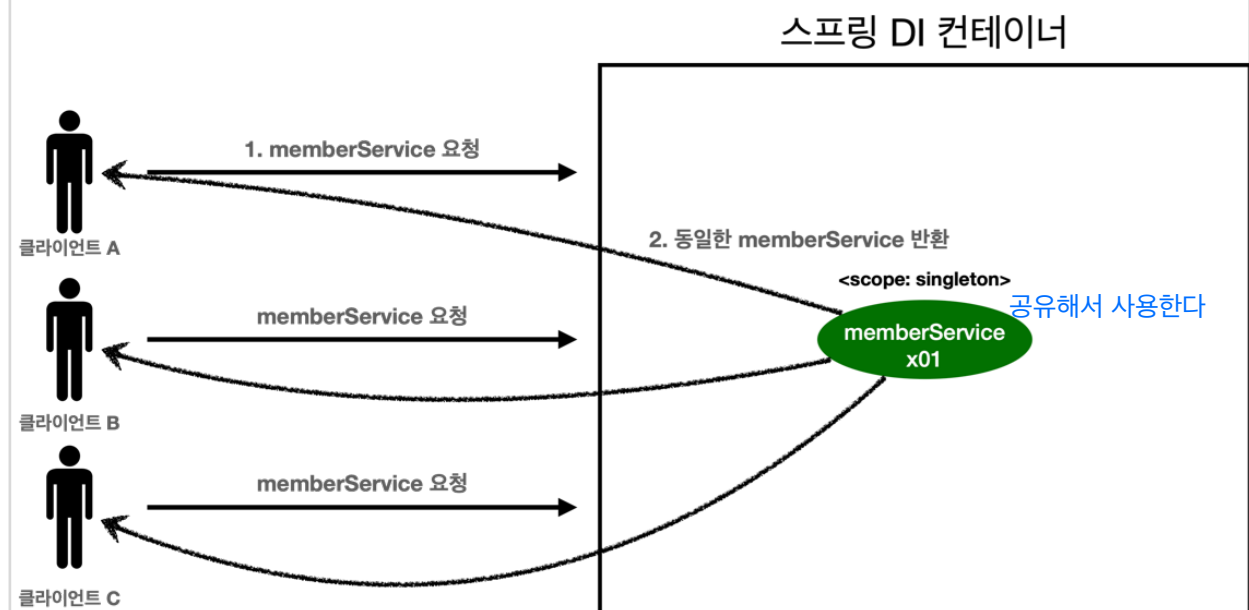 스프링 DI 컨테이너
1. memberService 요청
클라이언트 A
2. 동일한 memberService 반환
<scope: singleton>
공유해서 사용한다
memberService 요청
memberService
x01
클라이언트 B
memberService 요청
클라이언트 C